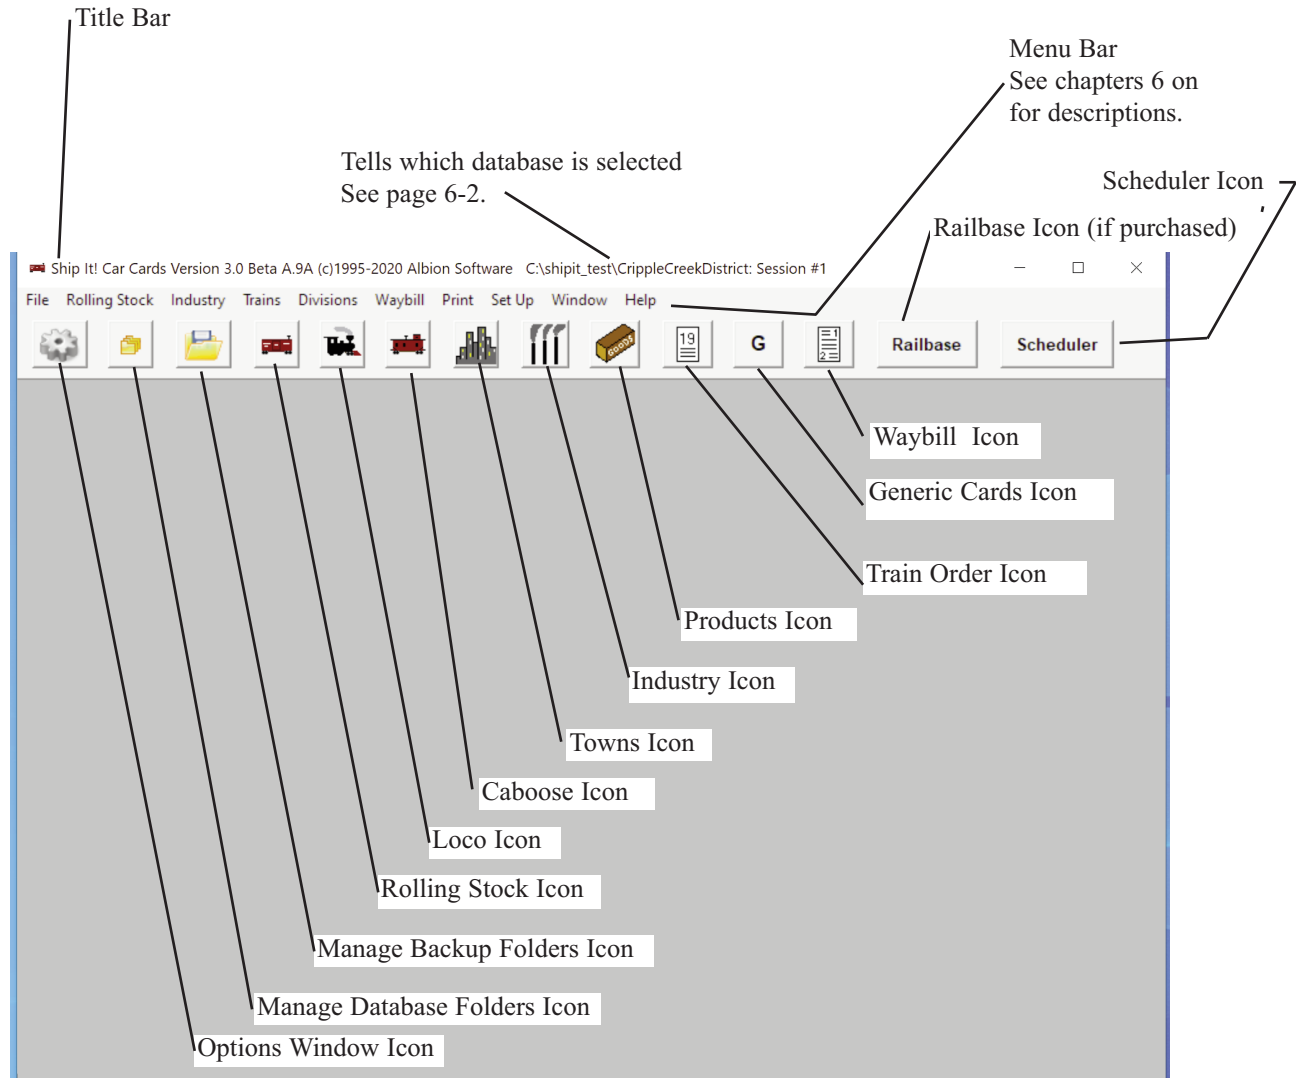 Title Bar
Menu Bar
See chapters 6 on
for descriptions.
Tells which database is selected
See page 6-2.
Scheduler Icon
Railbase Icon (if purchased)
Ship It! Car Cards Version 3.0 Beta A.9A (c)1995-2020 Albion Software C:\shipit_test\CrippleCreekDistrict: Session #1
File Rolling Stock Industry Trains Divisions Waybill Print Set Up Window Help
GOODS 19 G 1 2 Railbase Scheduler
Waybill Icon
Generic Cards Icon
Train Order Icon
Products Icon
Industry Icon
Towns Icon
Caboose Icon
Loco Icon
Rolling Stock Icon
Manage Backup Folders Icon
Manage Database Folders Icon
Options Window Icon